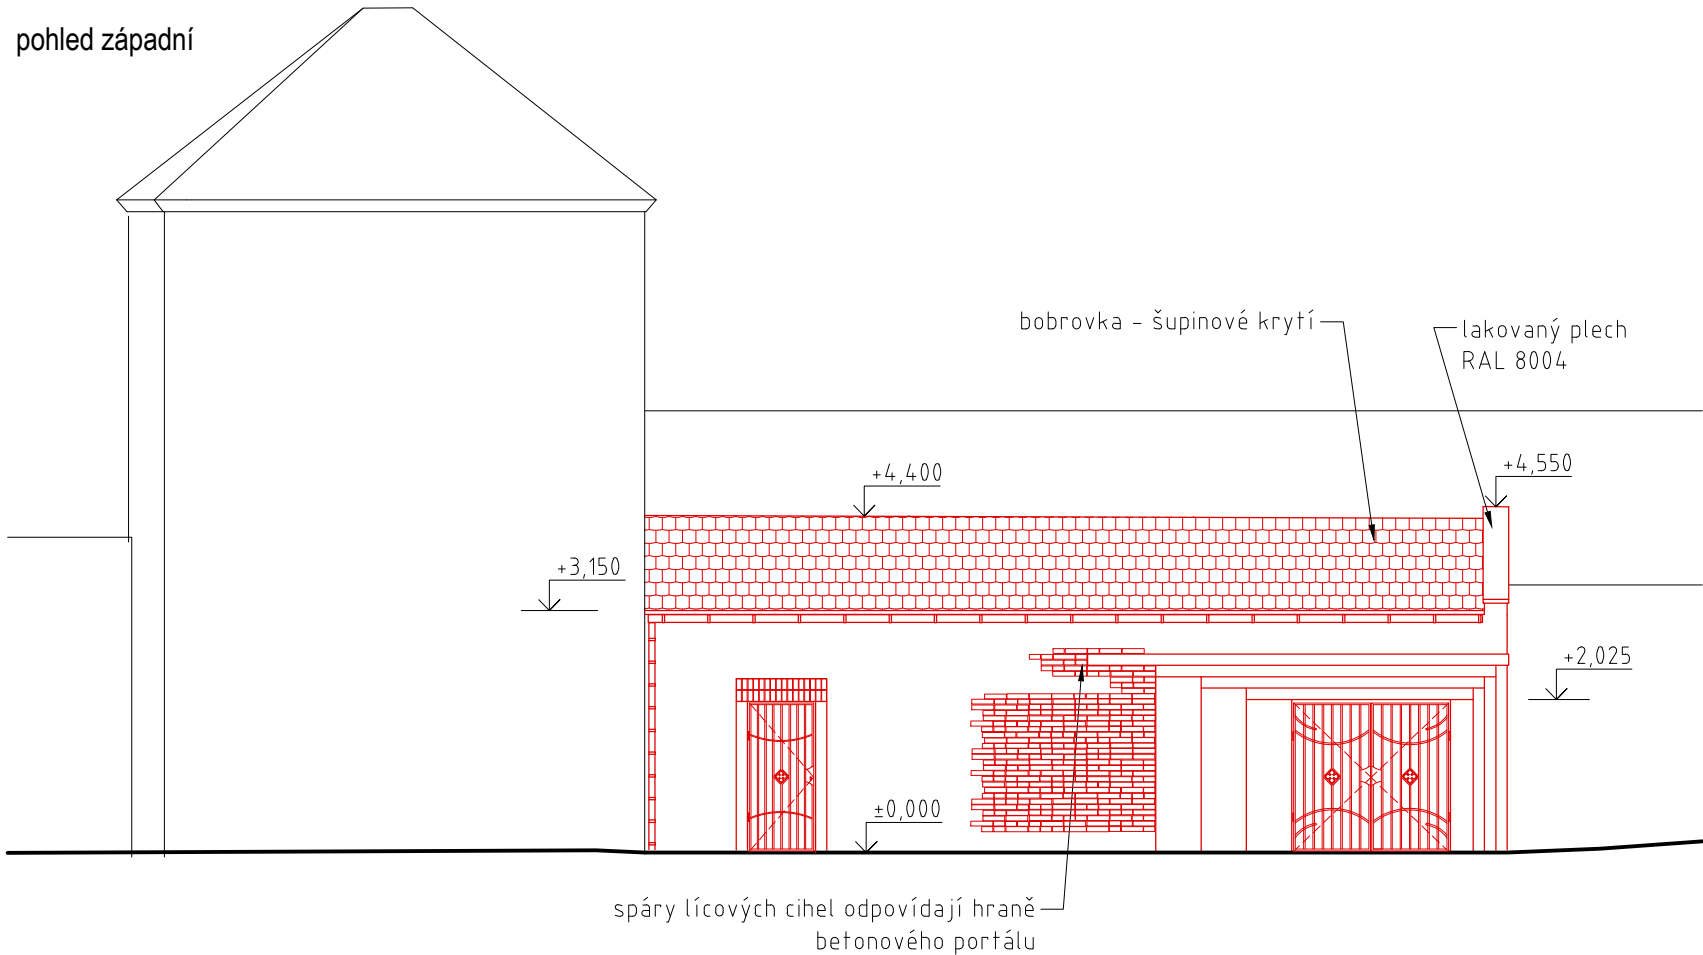 pohled západní
bobrovka - šupinové krytí
lakovaný plech
RAL 8004
+4,400
+4,550
+3,150
+2,025
±0,000
spáry lícových cihel odpovídají hraně
betonového portálu